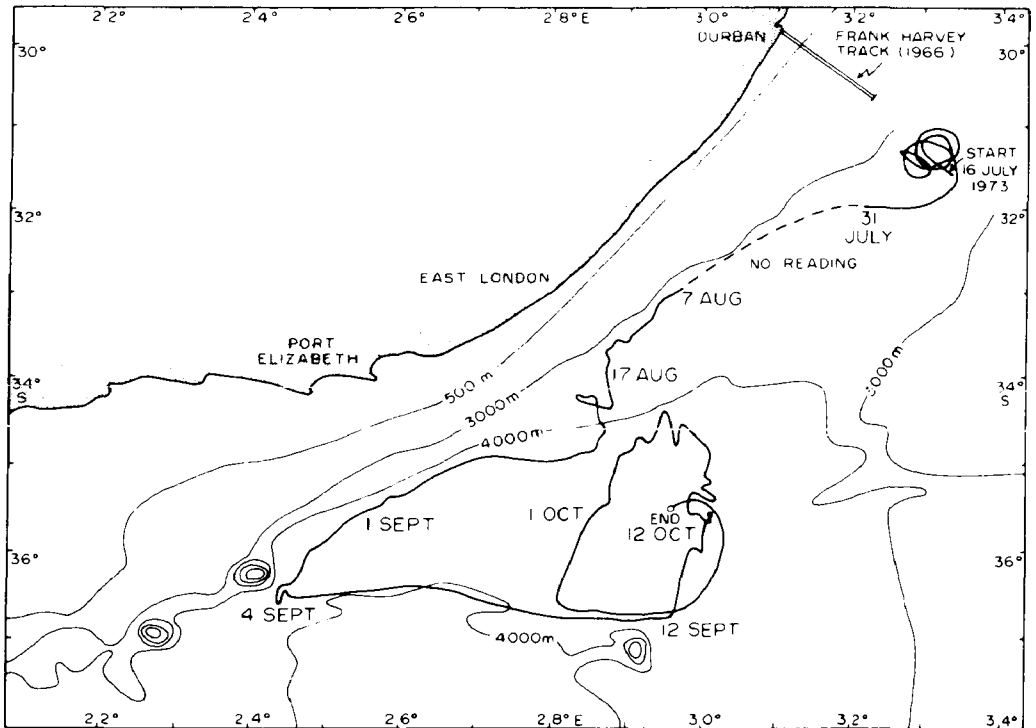 22°
24°
26°
28°E
30°
32°
34°
30°
DURBAN
FRANK HARVEY
TRACK (1966)
30°
START
16 JULY
1973
32°
31
JULY
32°
NO READING
EAST LONDON
7 AUG
PORT
ELIZABETH
17 AUG
34°
S
500 m
3000m
4000m
3000m
34°
S
1 SEPT
1 OCT
END
12 OCT
36°
36°
4 SEPT
4000m
12 SEPT
22°
24°
26°
28°
30°
32°
34°